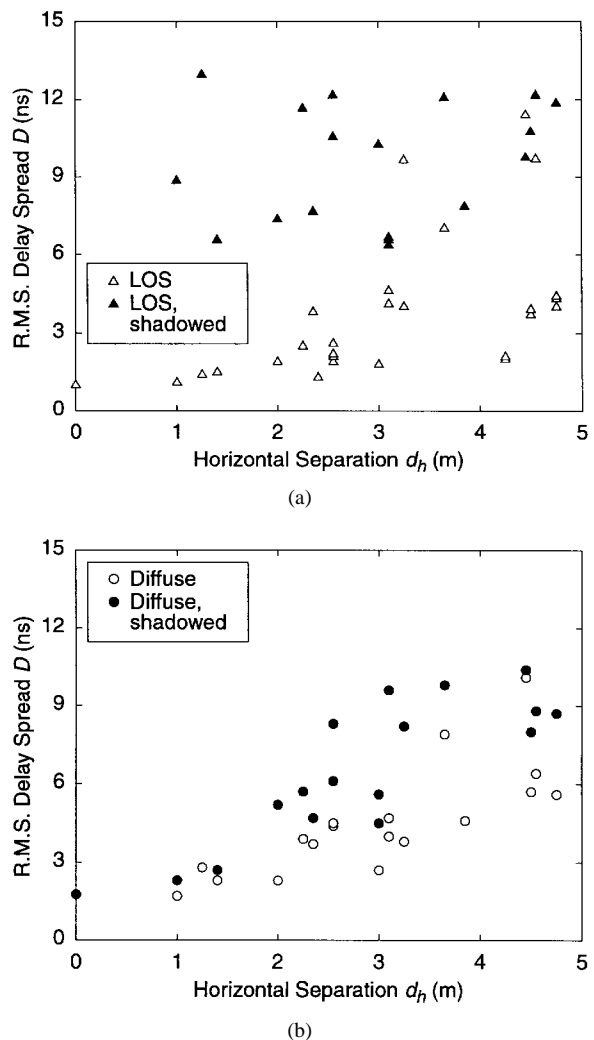 15
12
9
6
3
0
R.M.S. Delay Spread D (ns)
LOS
LOS,
shadowed
0 1 2 3 4 5
Horizontal Separation dh (m)
(a)
15
12
9
6
3
0
R.M.S. Delay Spread D (ns)
Diffuse
Diffuse,
shadowed
0 1 2 3 4 5
Horizontal Separation dh (m)
(b)